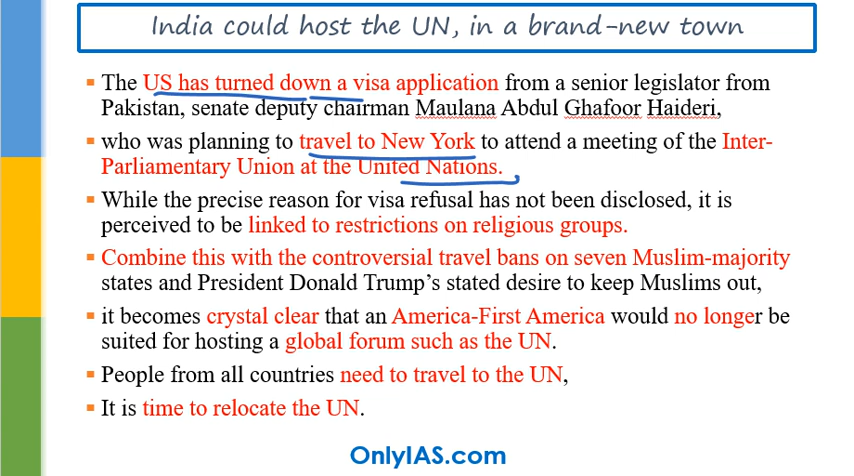 India could host the UN, in a brand-new town
▪ The US has turned down a visa application from a senior legislator from
Pakistan, senate deputy chairman Maulana Abdul Ghafoor Haideri,
▪ who was planning to travel to New York to attend a meeting of the Inter-
Parliamentary Union at the United Nations.
▪ While the precise reason for visa refusal has not been disclosed, it is
perceived to be linked to restrictions on religious groups.
▪ Combine this with the controversial travel bans on seven Muslim-majority
states and President Donald Trump's stated desire to keep Muslims out,
▪ it becomes crystal clear that an America-First America would no longer be
suited for hosting a global forum such as the UN.
▪ People from all countries need to travel to the UN,
▪ It is time to relocate the UN.
OnlyIAS.com